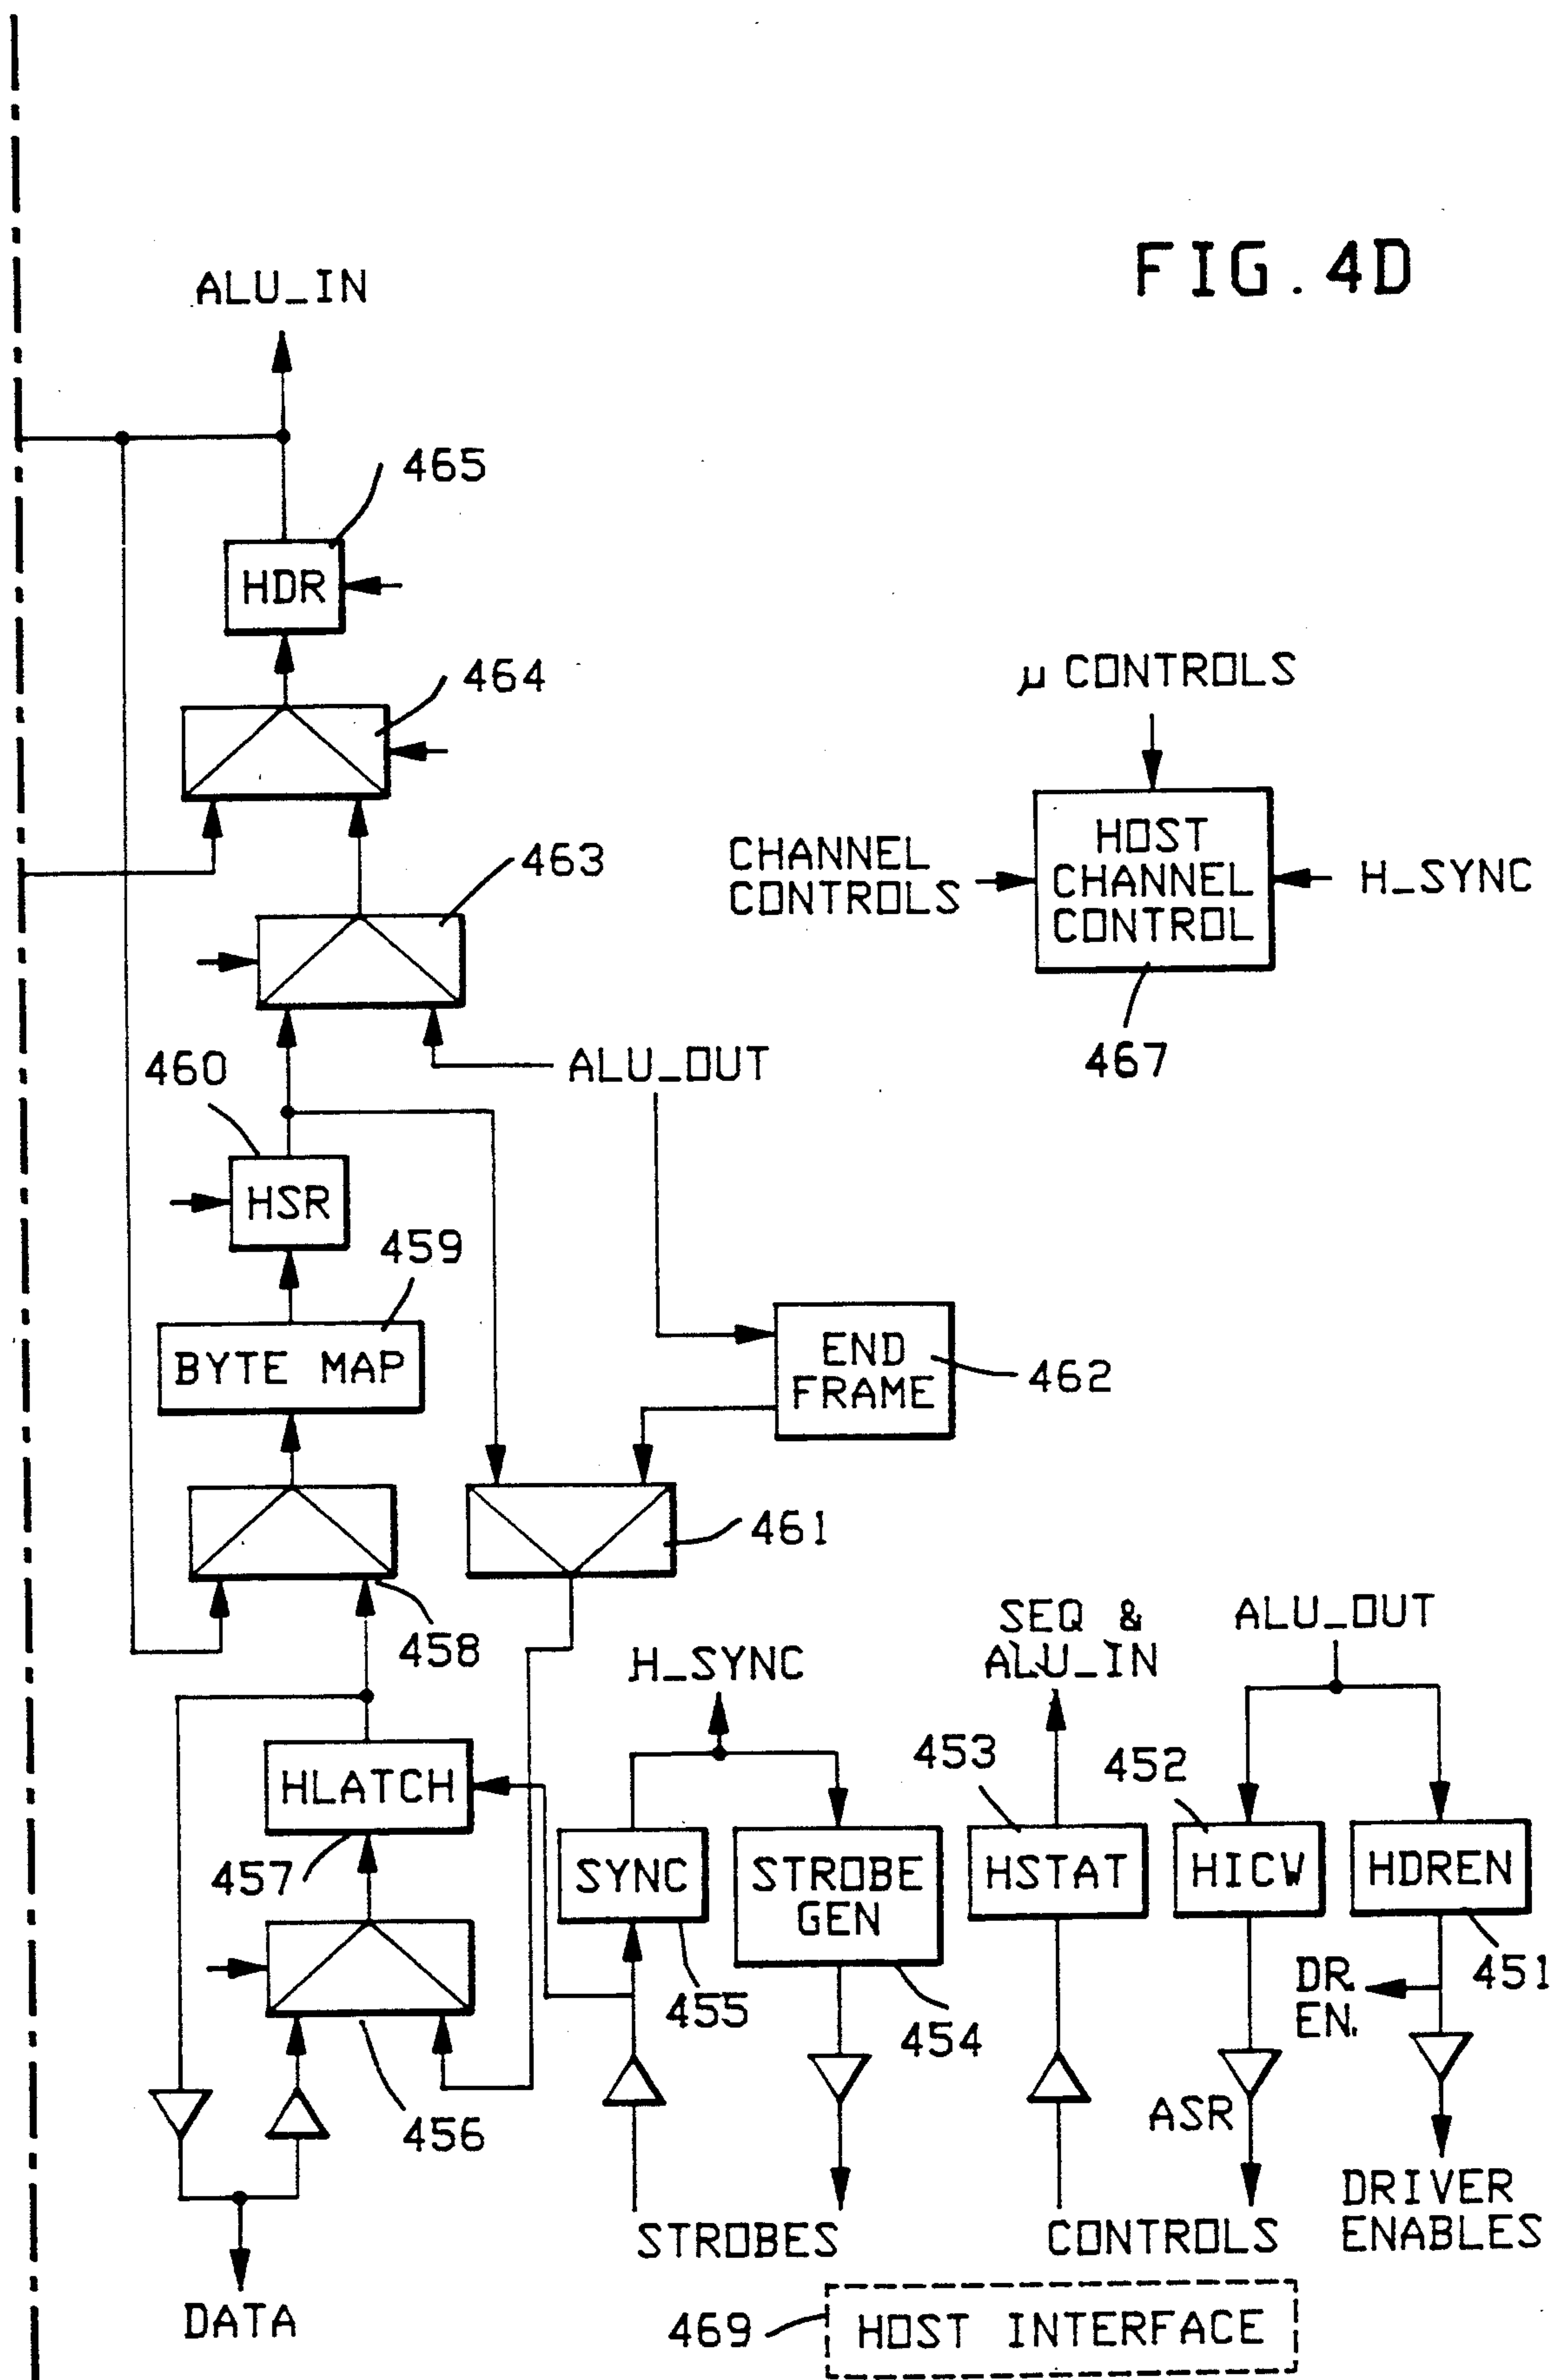 FIG. 4D
ALU_IN
465
HDR
464
μ CONTROLS
463
CHANNEL
CONTROLS
HOST
CHANNEL
CONTROL
H_SYNC
467
460
ALU_OUT
HSR
459
BYTE MAP
END
FRAME
462
461
458
H_SYNC
SEQ &
ALU_IN
ALU_OUT
HLATCH
457
453
452
SYNC
STROBE
GEN
HSTAT
HICW
HDREN
455
454
451
DR.
EN.
456
ASR
STROBES
CONTROLS
DRIVER
ENABLES
DATA
469
HOST INTERFACE